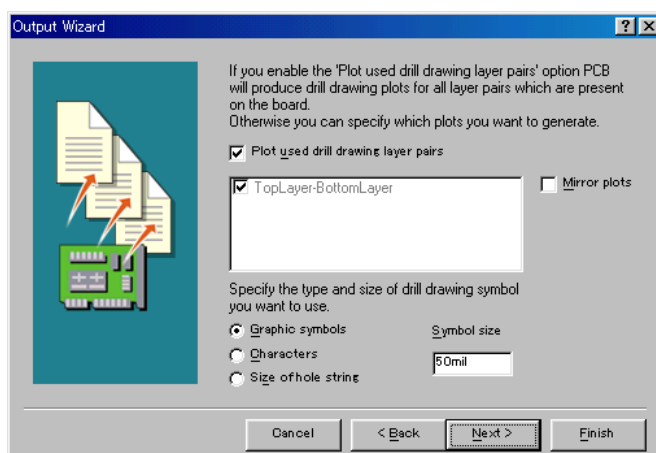 Output Wizard
If you enable the 'Plot used drill drawing layer pairs' option PCB
will produce drill drawing plots for all layer pairs which are present
on the board.
Otherwise you can specify which plots you want to generate.
Plot used drill drawing layer pairs
TopLayer-BottomLayer
Mirror plots
Specify the type and size of drill drawing symbol
you want to use.
Graphic symbols
Symbol size
Characters
50mil
Size of hole string
Cancel
< Back
Next >
Finish